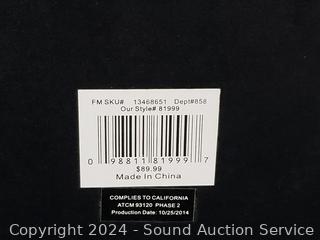 FM SKU# 13468651 Dept#858
Our Style# 81999
0 98811 81999 7
$89.99
Made In China
COMPLIES TO CALIFORNIA
ATCM 93120 PHASE 2
Production Date: 10/25/2014
Copyright 2024 - Sound Auction Service